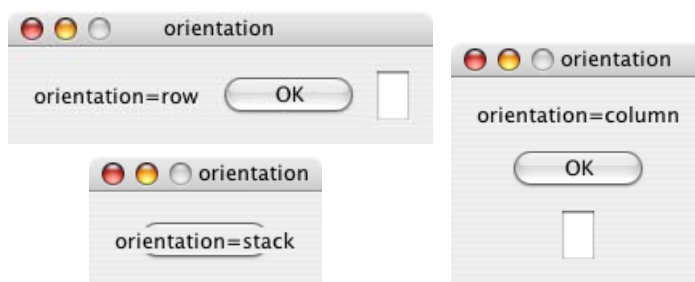 orientation
orientation=row OK
orientation
orientation=column
OK
orientation
orientation=stack